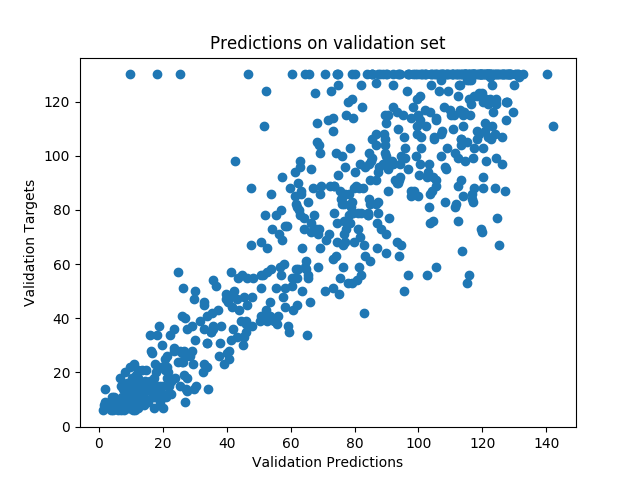 Predictions on validation set
120
100
80
60
40
20
0
Validation Targets
0 20 40 60 80 100 120 140
Validation Predictions